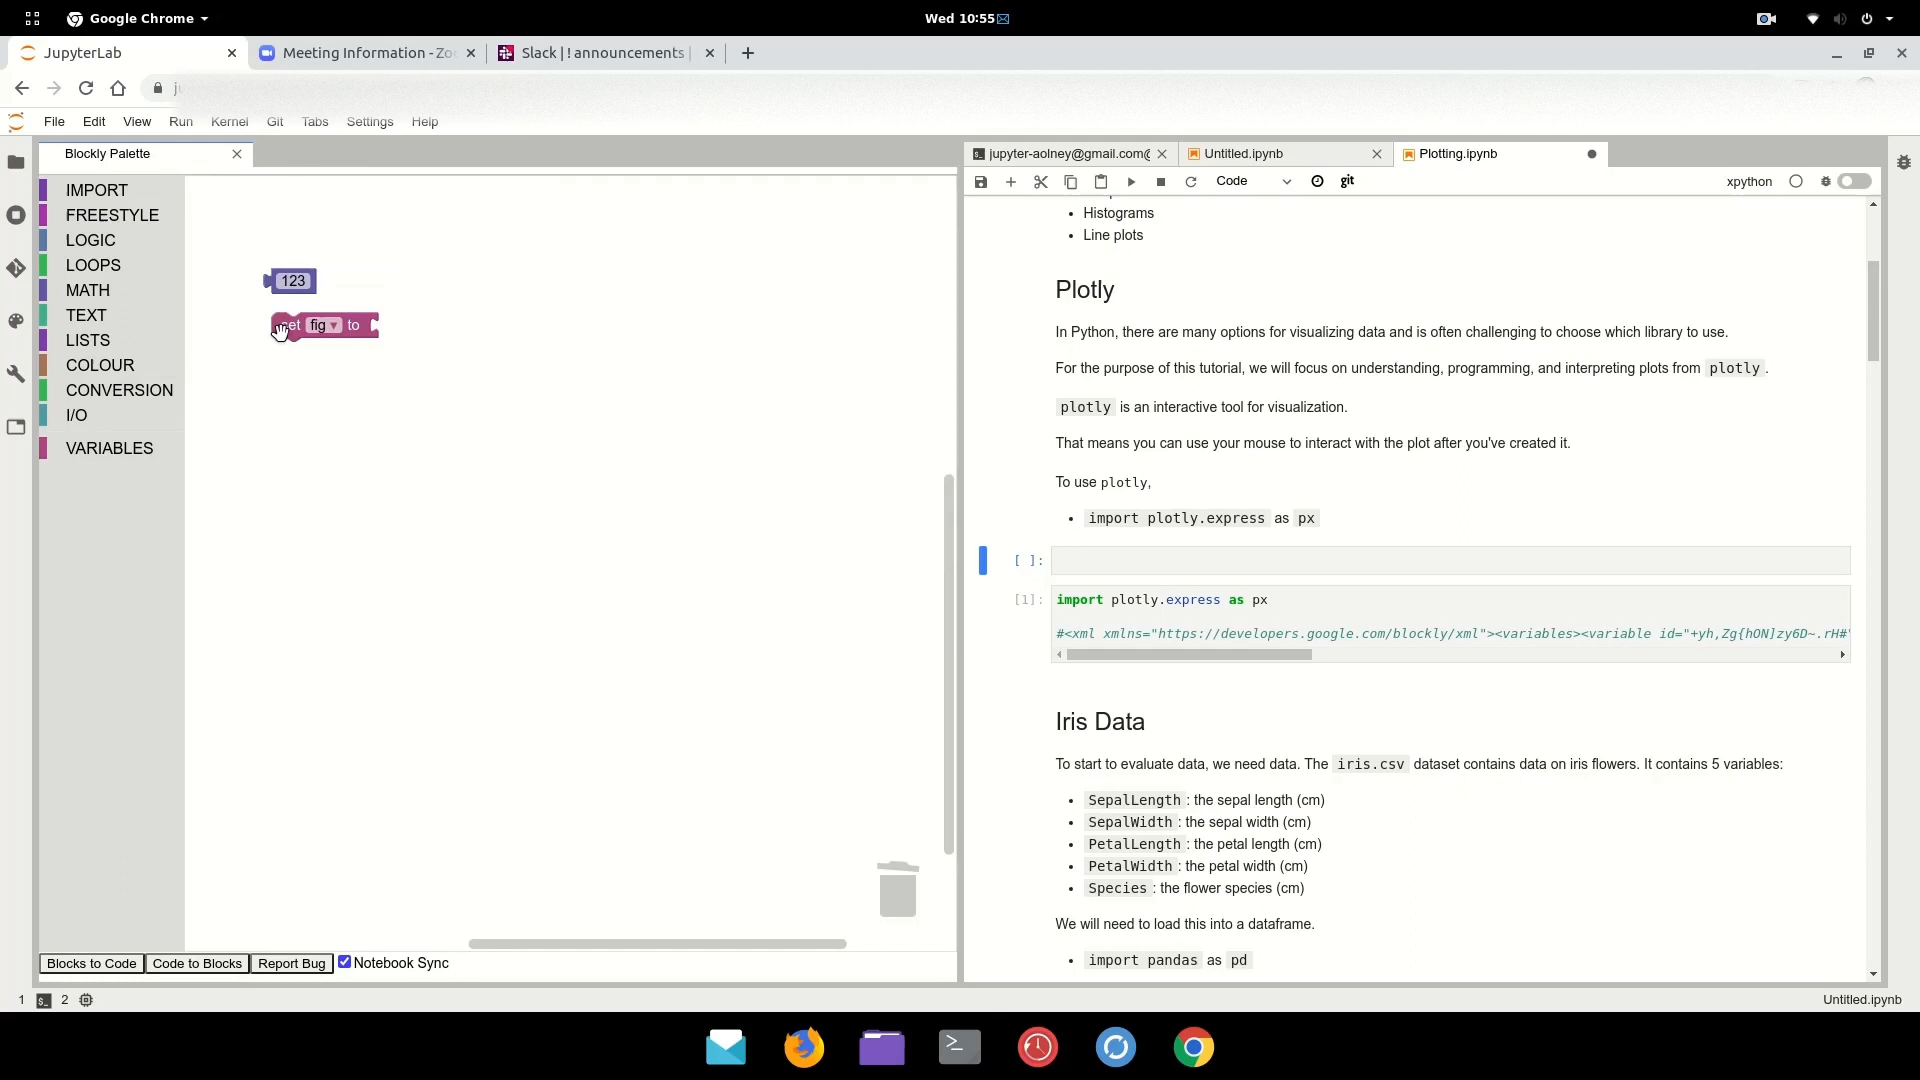 Google Chrome
Wed 10:55
JupyterLab
Meeting Information - Zo
Slack | ! announcements |
File Edit View Run Kernel Git Tabs Settings Help
Blockly Palette
IMPORT
FREESTYLE
LOGIC
LOOPS
MATH
TEXT
LISTS
COLOUR
CONVERSION
I/O
VARIABLES
123
set fig to
Blocks to Code Code to Blocks Report Bug Notebook Sync
jupyter-aolney@gmail.com@ Untitled.ipynb Plotting.ipynb
Code git xpython
• Histograms
• Line plots
Plotly
In Python, there are many options for visualizing data and is often challenging to choose which library to use.
For the purpose of this tutorial, we will focus on understanding, programming, and interpreting plots from plotly .
plotly is an interactive tool for visualization.
That means you can use your mouse to interact with the plot after you've created it.
To use plotly,
• import plotly.express as px
[ ]:
[1]: import plotly.express as px
#<xml xmlns="https://developers.google.com/blockly/xml"><variables><variable id="+yh,Zg{hON]zy6D~.rH#"
Iris Data
To start to evaluate data, we need data. The iris.csv dataset contains data on iris flowers. It contains 5 variables:
• SepalLength : the sepal length (cm)
• SepalWidth : the sepal width (cm)
• PetalLength : the petal length (cm)
• PetalWidth : the petal width (cm)
• Species : the flower species (cm)
We will need to load this into a dataframe.
• import pandas as pd
1 2
Untitled.ipynb